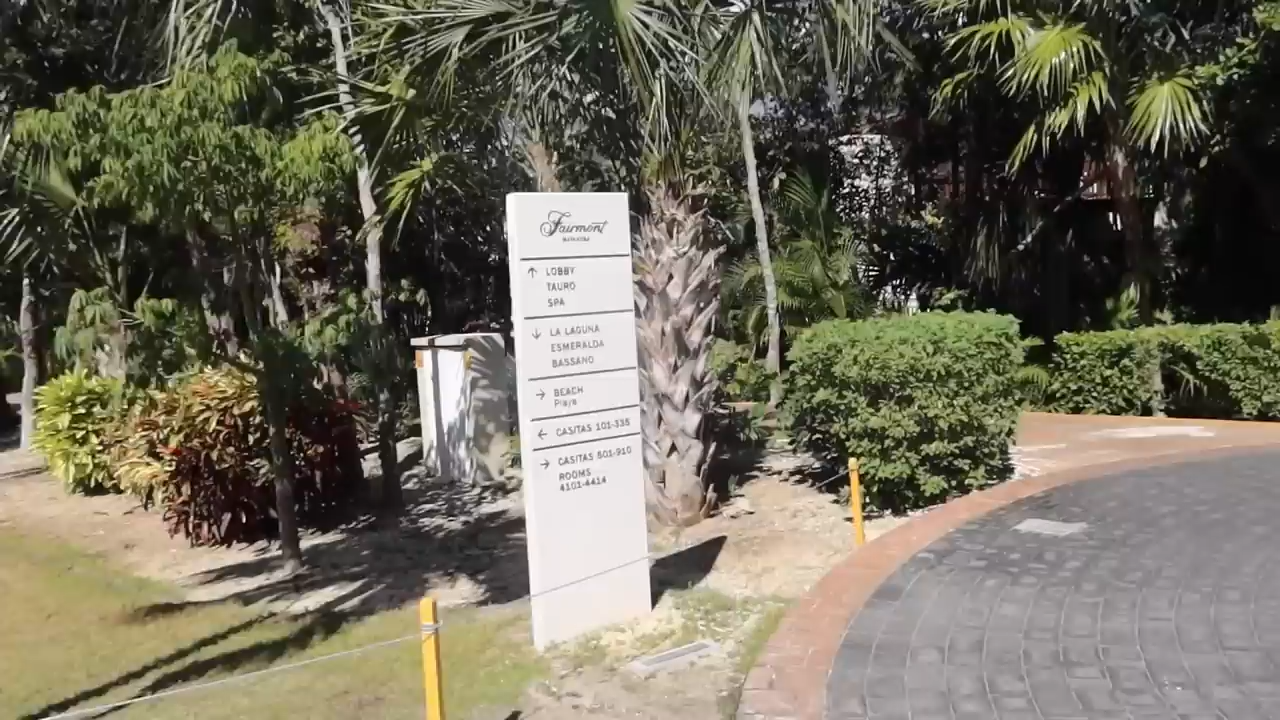 Fairmont
MAYAKOBA
↑ LOBBY
TAURO
SPA
↓ LA LAGUNA
ESMERALDA
BASSANO
→ BEACH
Playa
← CASITAS 101-335
→ CASITAS 801-910
ROOMS
4101-4414